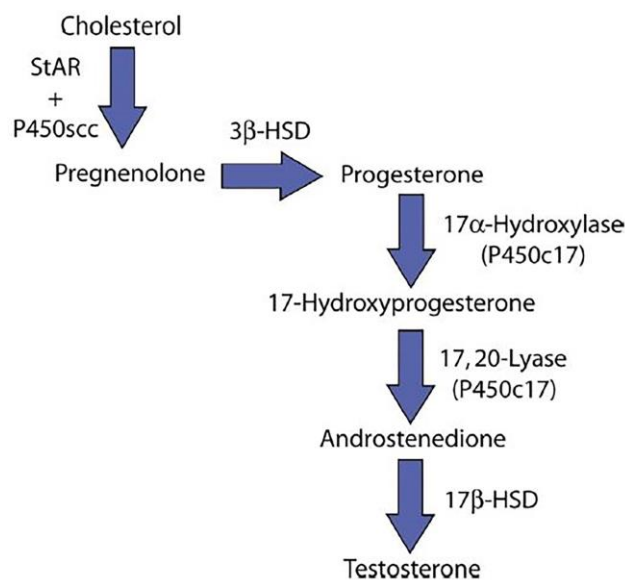 Cholesterol
StAR
+
P450scc
3β-HSD
Pregnenolone
Progesterone
17α-Hydroxylase
(P450c17)
17-Hydroxyprogesterone
17,20-Lyase
(P450c17)
Androstenedione
17β-HSD
Testosterone